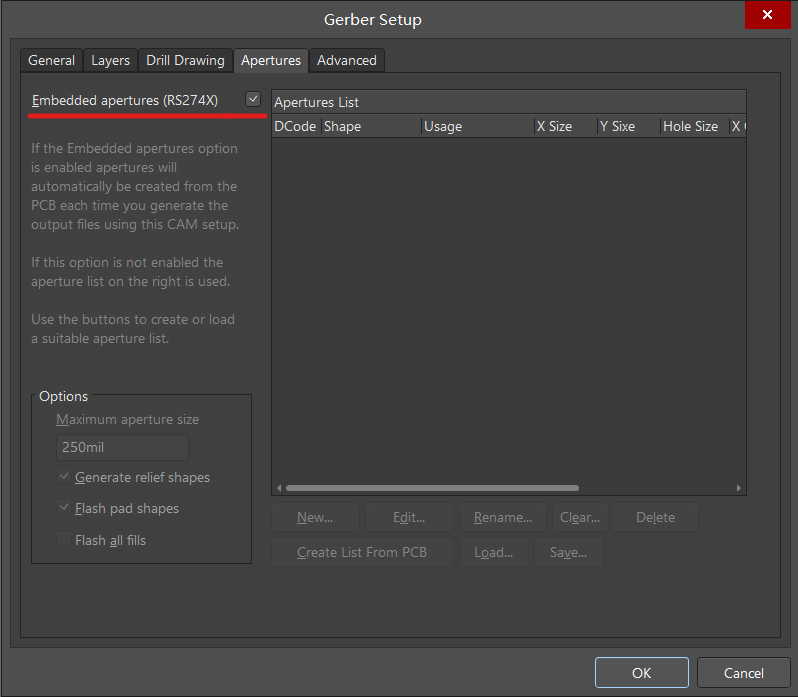 Gerber Setup
General
Layers
Drill Drawing
Apertures
Advanced
Embedded apertures (RS274X)
If the Embedded apertures option
is enabled apertures will
automatically be created from the
PCB each time you generate the
output files using this CAM setup.
If this option is not enabled the
aperture list on the right is used.
Use the buttons to create or load
a suitable aperture list.
Options
Maximum aperture size
250mil
Generate relief shapes
Flash pad shapes
Flash all fills
Apertures List
DCode Shape Usage X Size Y Sixe Hole Size X
New...
Edit...
Rename...
Clear...
Delete
Create List From PCB
Load...
Save...
OK
Cancel